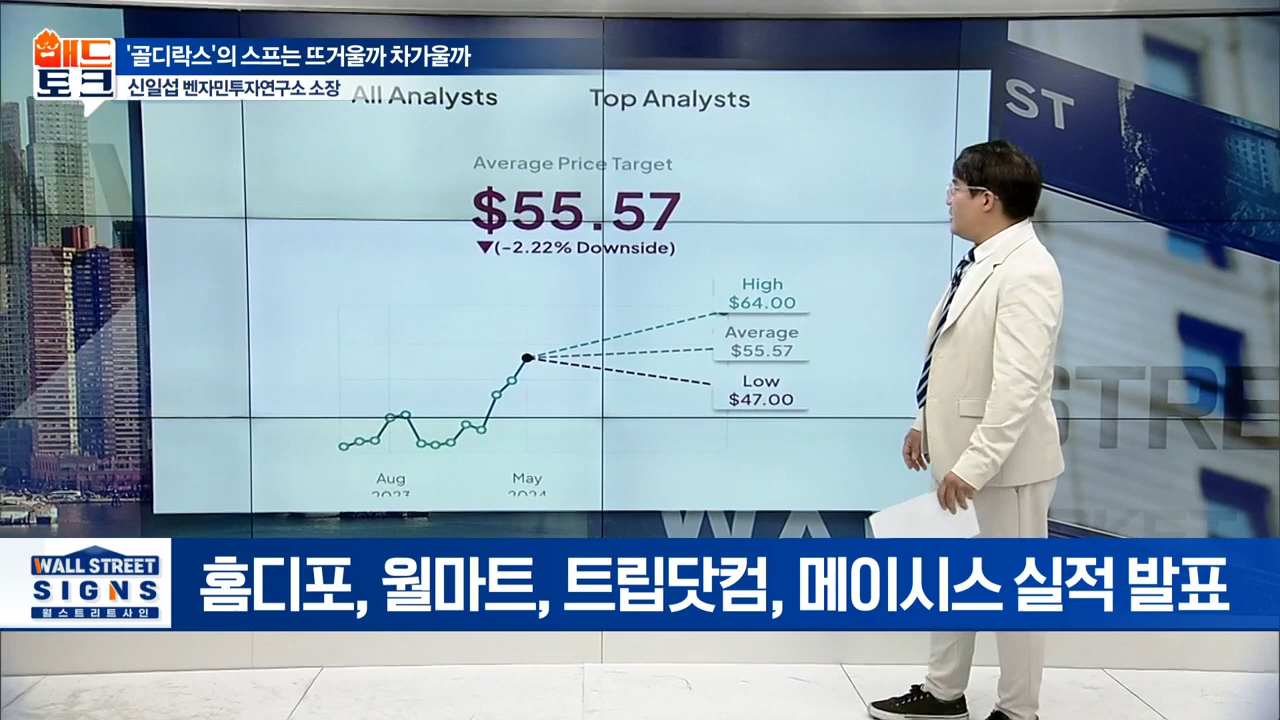 매드
토크
'골디락스'의 스프는 뜨거울까 차가울까
신일섭 벤자민투자연구소 소장
All Analysts
Top Analysts
Average Price Target
$55.57
▼(-2.22% Downside)
High
$64.00
Average
$55.57
Low
$47.00
Aug
2023
May
2024
ST
STRE
WALL STREET
SIGNS
월스트리트사인
홈디포, 월마트, 트립닷컴, 메이시스 실적 발표